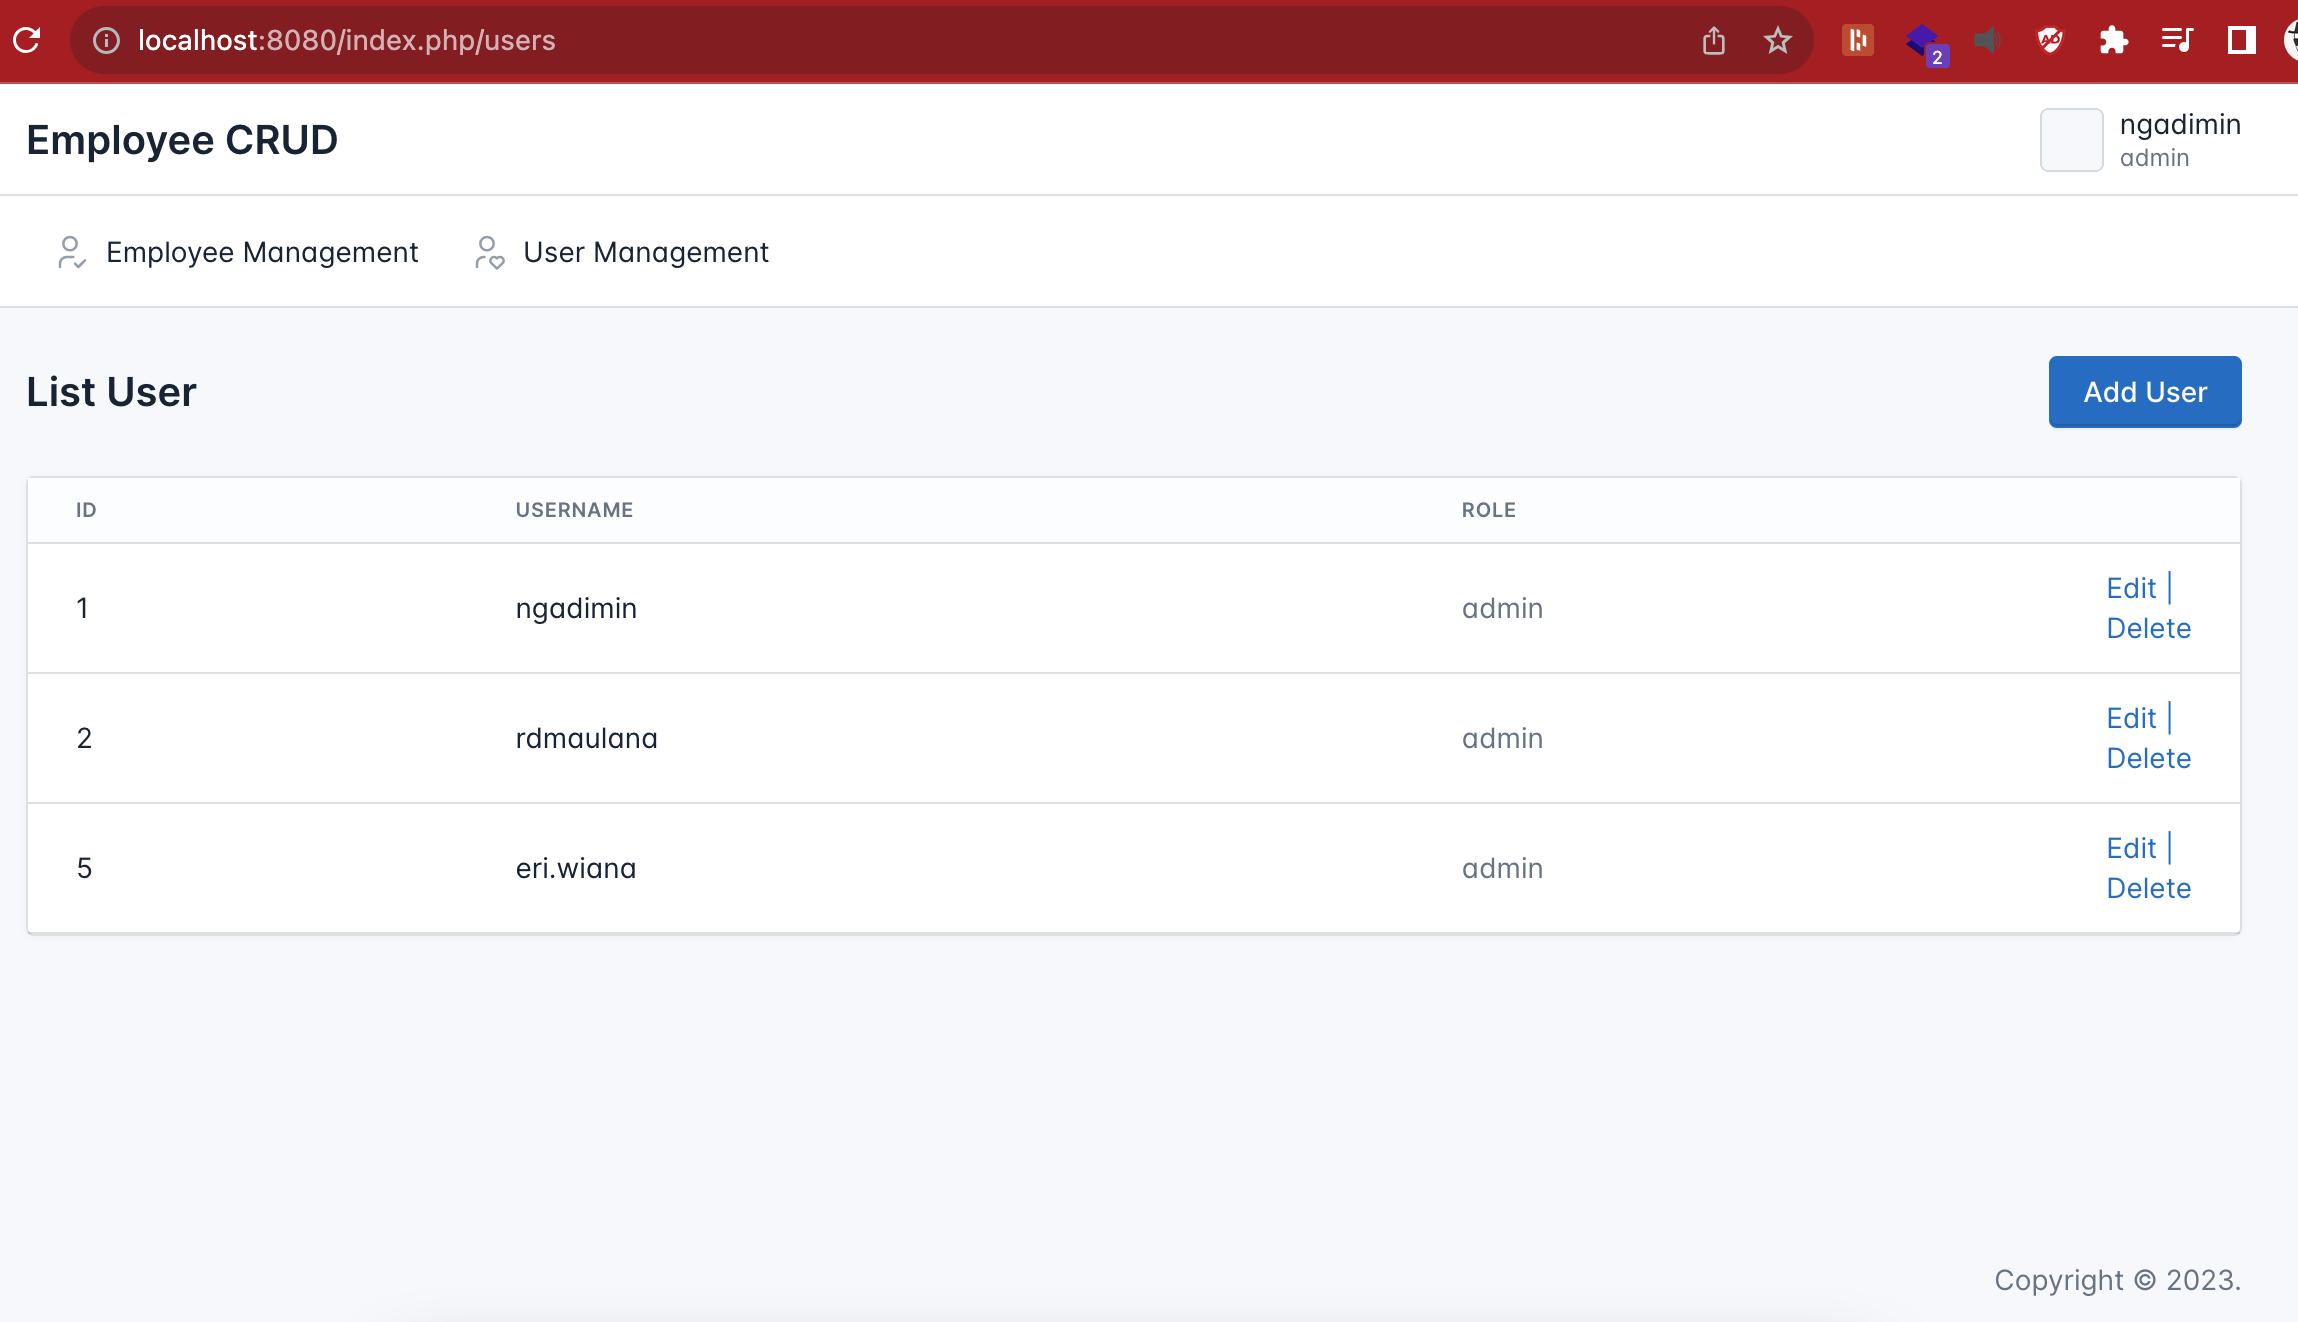 localhost:8080/index.php/users
2
Employee CRUD
ngadimin
admin
Employee Management
User Management
List User
Add User
ID USERNAME ROLE
1 ngadimin admin Edit |
Delete
2 rdmaulana admin Edit |
Delete
5 eri.wiana admin Edit |
Delete
Copyright © 2023.